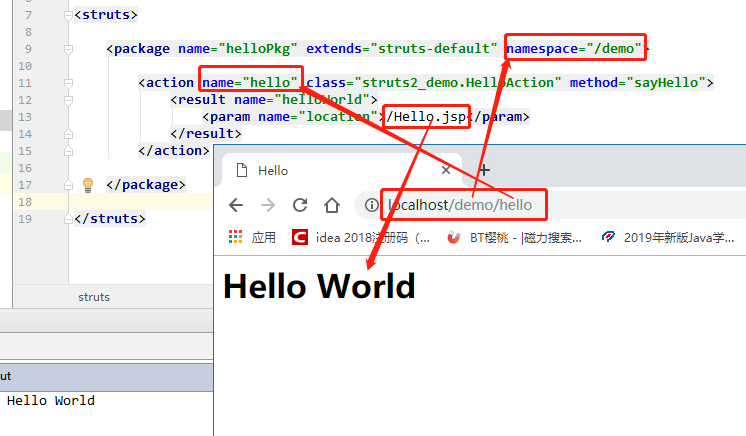 7 <struts>
8
9 <package name="helloPkg" extends="struts-default" namespace="/demo">
10
11 <action name="hello" class="struts2_demo.HelloAction" method="sayHello">
12 <result name="helloWorld">
13 <param name="location">/Hello.jsp</param>
14 </result>
15 </action>
16
17 </package>
18
19 </struts>
Hello
localhost/demo/hello
应用 idea 2018注册码（... BT樱桃 - |磁力搜索... 2019年新版Java学...
Hello World
struts
ut
Hello World